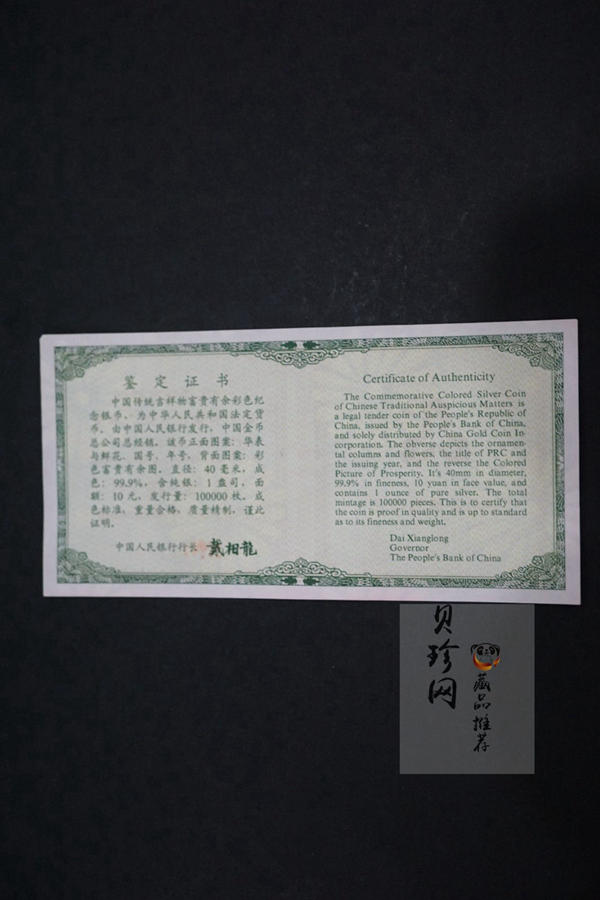 鉴定证书
中国传统吉祥物富贵有余彩色纪
念银币，为中华人民共和国法定货
币。由中国人民银行发行，中国金币
总公司总经销。该币正面图案：华表
与鲜花、国号、年号，背面图案：彩
色富贵有余图。直径：40毫米，成
色：99.9%，含纯银：1盎司，面
额：10元，发行量：100000枚。成
色标准，重量合格，质量精制，谨此
证明。
中国人民银行行长 戴相龍
Certificate of Authenticity
The Commemorative Colored Silver Coin
of Chinese Traditional Auspicious Matters is
a legal tender coin of the People's Republic of
China, issued by the People's Bank of China,
and solely distributed by China Gold Coin In-
corporation. The obverse depicts the ornamen-
tal columns and flowers, the title of PRC and
the issuing year, and the reverse the Colored
Picture of Prosperity. It's 40mm in diameter,
99.9% in fineness, 10 yuan in face value, and
contains 1 ounce of pure silver. The total
mintage is 100000 pieces. This is to certify that
the coin is proof in quality and is up to standard
as to its fineness and weight.
Dai Xianglong
Governor
The People's Bank of China
贝珍网
藏品推荐